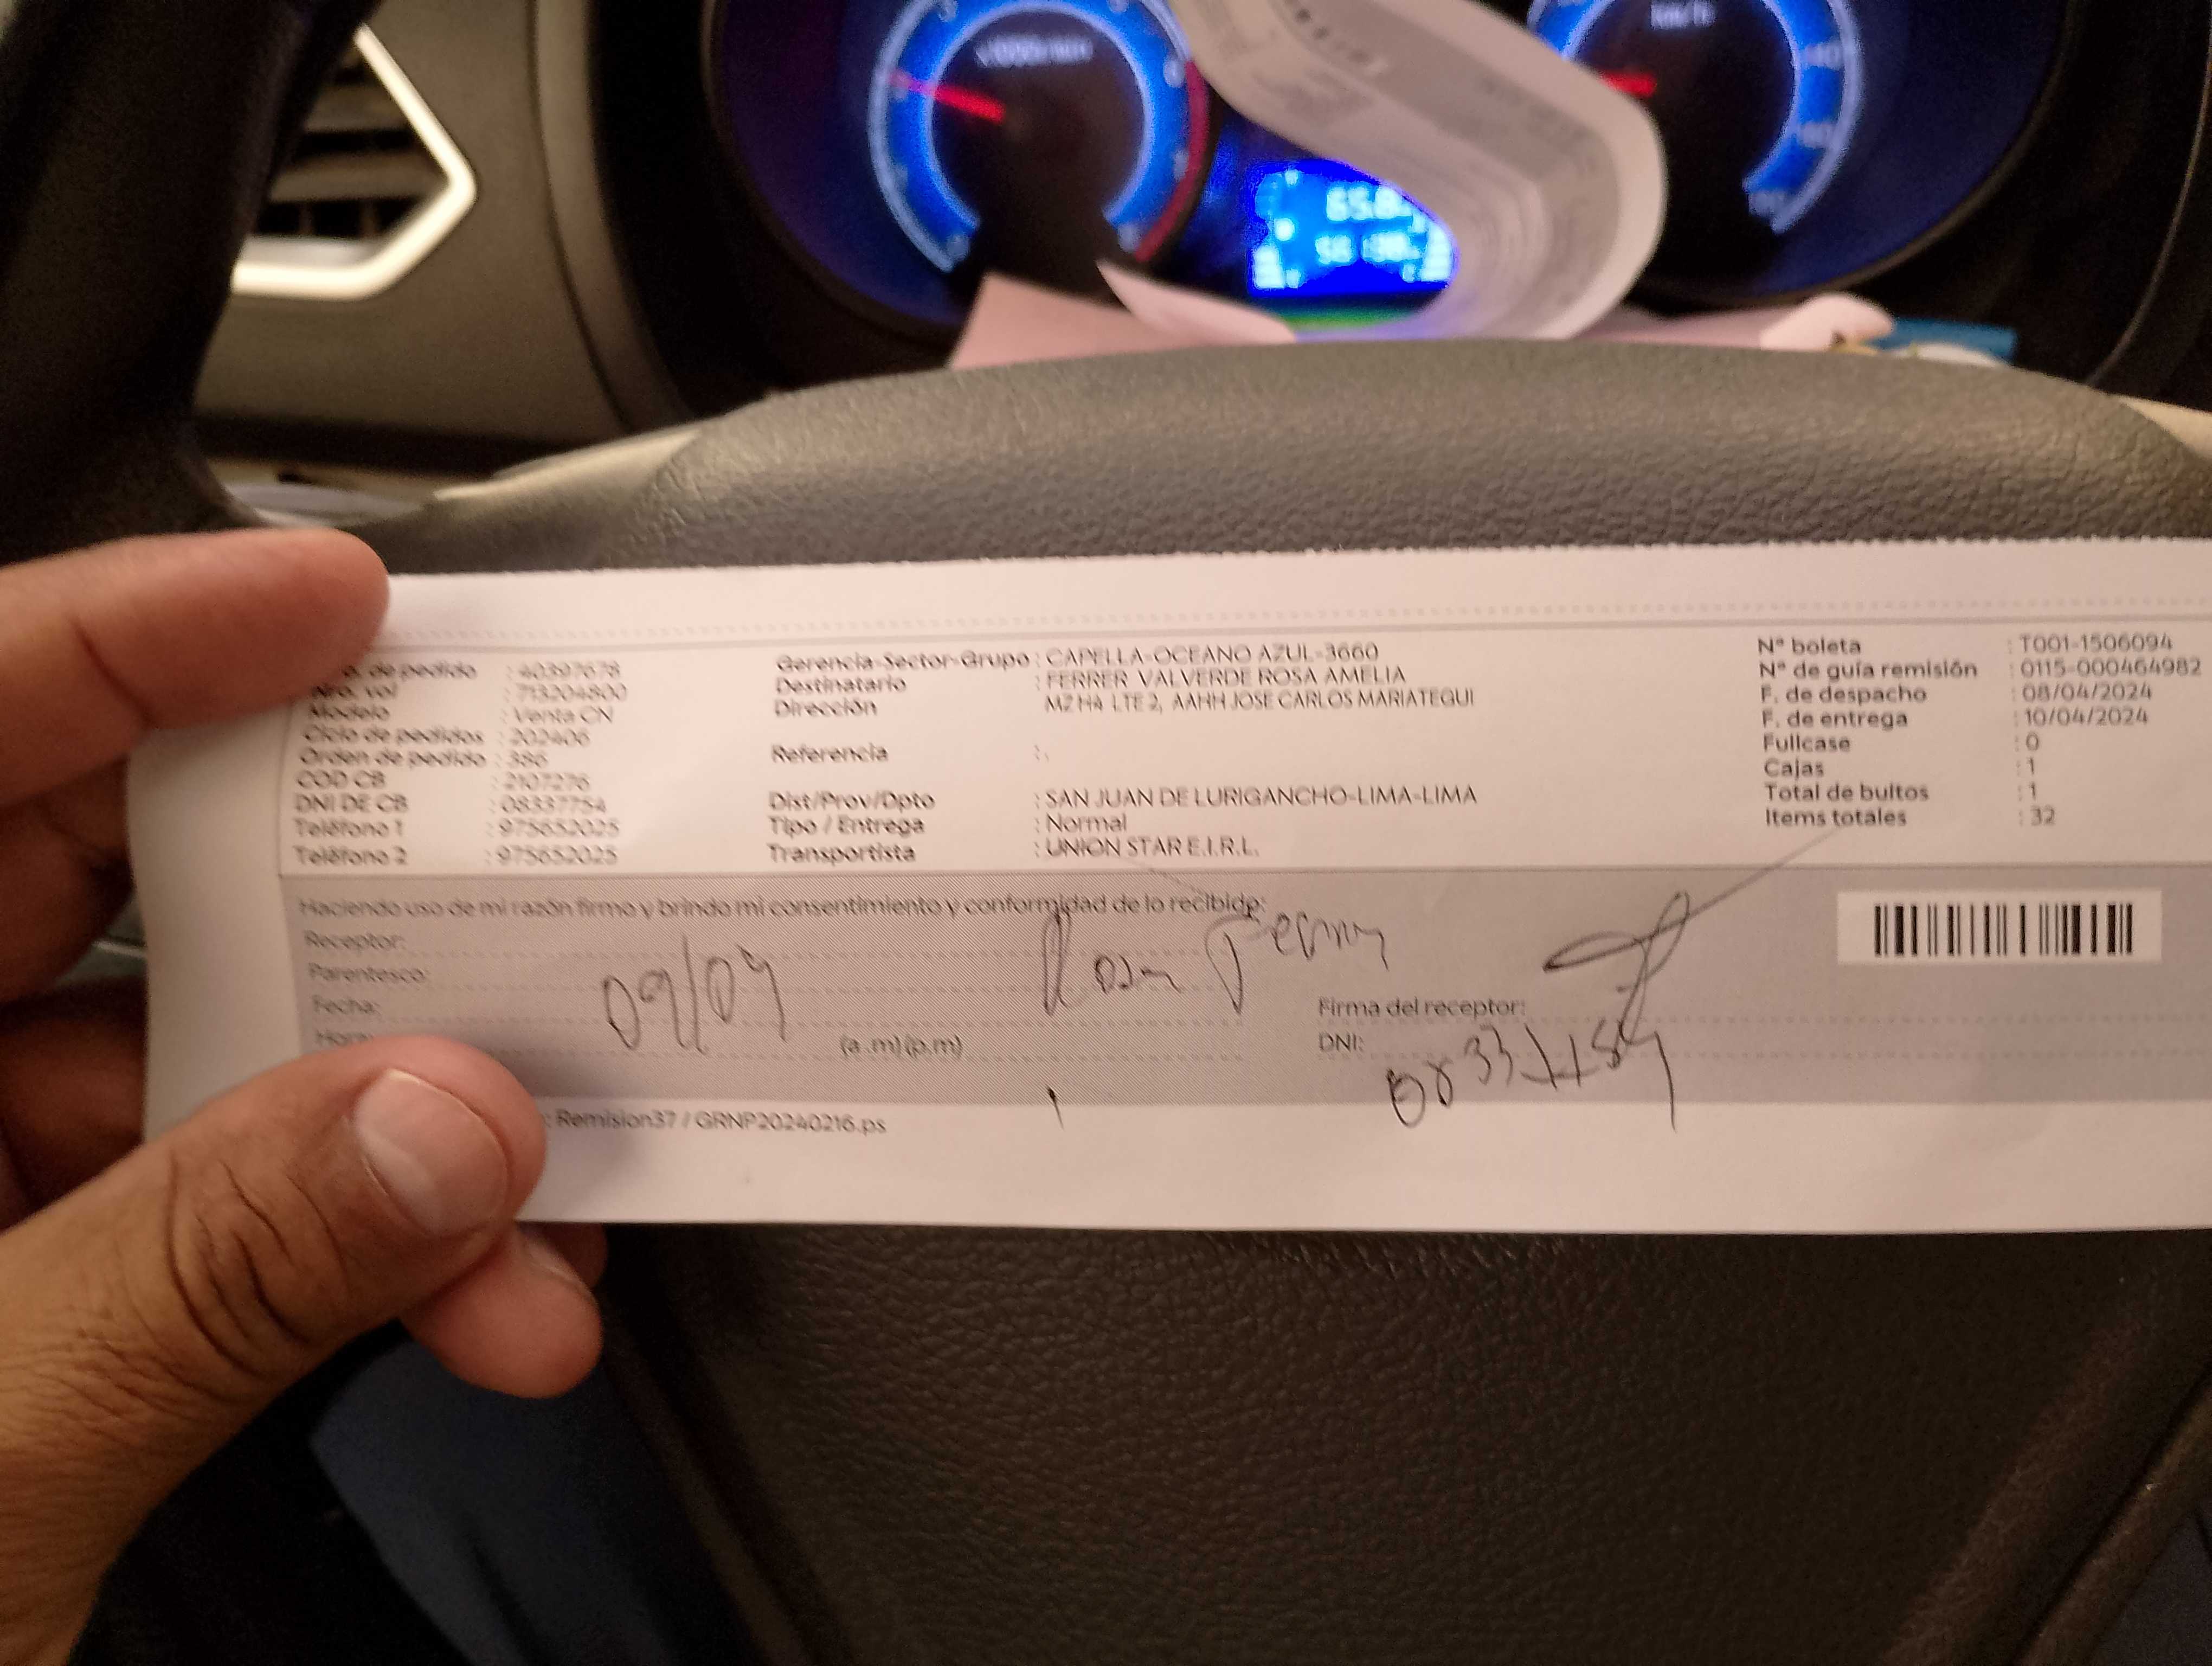 o. de pedido : 40397678
Nro. vol : 713204800
Modelo : Venta CN
Ciclo de pedidos : 202406
Orden de pedido : 386
COD CB : 2107276
DNI DE CB : 08337754
Teléfono 1 : 975652025
Teléfono 2 : 975652025
Gerencia-Sector-Grupo : CAPELLA-OCEANO AZUL-3660
Destinatario : FERRER VALVERDE ROSA AMELIA
Dirección MZ H4 LTE 2, AAHH JOSE CARLOS MARIATEGUI
Referencia : .
Dist/Prov/Dpto : SAN JUAN DE LURIGANCHO-LIMA-LIMA
Tipo / Entrega : Normal
Transportista : UNION STAR E.I.R.L.
Nº boleta : T001-1506094
Nº de guía remisión : 0115-000464982
F. de despacho : 08/04/2024
F. de entrega : 10/04/2024
Fullcase : 0
Cajas : 1
Total de bultos : 1
Items totales : 32
Haciendo uso de mi razón firmo y brindo mi consentimiento y conformidad de lo recibido:
Receptor:
Parentesco:
Fecha: 09/04
Rosa Ferrer
Hora: (a .m) (p.m)
Firma del receptor:
DNI:
: Remision37 / GRNP20240216.ps